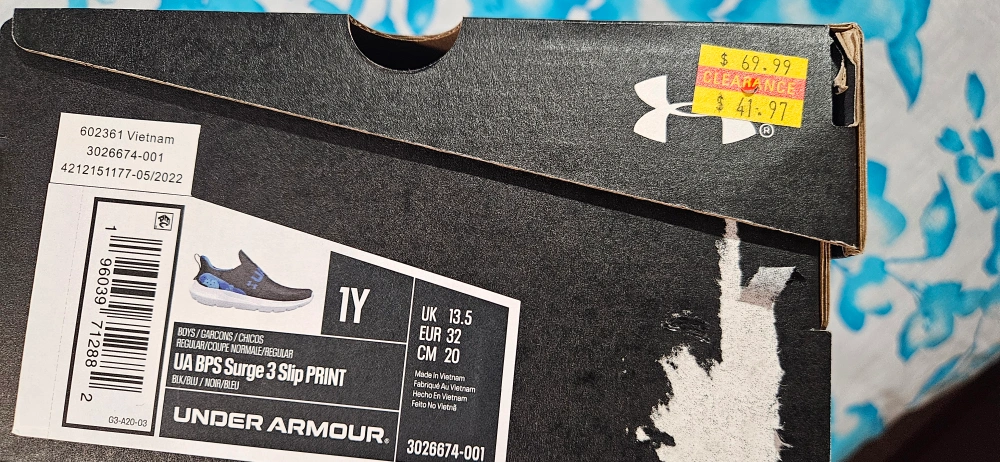 $ 69.99
CLEARANCE
$ 41.97
®
602361 Vietnam
3026674-001
4212151177-05/2022
1 96039 71288 2
G3-A20-03
1Y
BOYS / GARCONS / CHICOS
REGULAR/COUPE NORMALE/REGULAR
UA BPS Surge 3 Slip PRINT
BLK/BLU / NOIR/BLEU
UNDER ARMOUR®
UK 13.5
EUR 32
CM 20
Made in Vietnam
Fabriqué Au Vietnam
Hecho En Vietnam
Feito No Vietnã
3026674-001